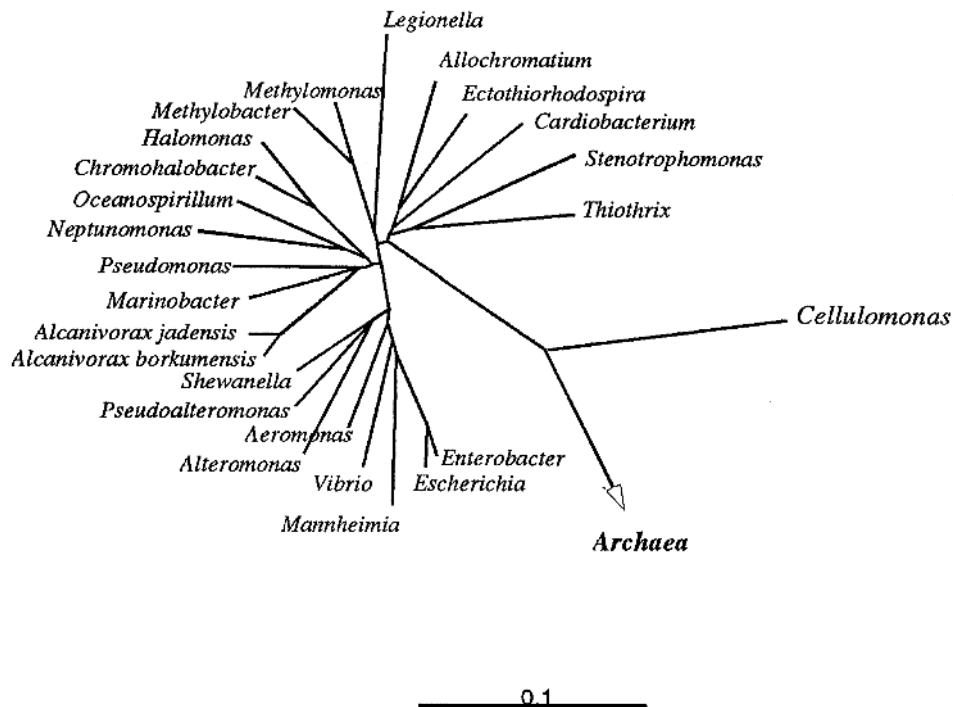 Legionella
Allochromatium
Methylomonas
Ectothiorhodospira
Methylobacter
Cardiobacterium
Halomonas
Stenotrophomonas
Chromohalobacter
Oceanospirillum
Thiothrix
Neptunomonas
Pseudomonas
Marinobacter
Cellulomonas
Alcanivorax jadensis
Alcanivorax borkumensis
Shewanella
Pseudoalteromonas
Aeromonas
Alteromonas
Enterobacter
Vibrio
Escherichia
Mannheimia
Archaea
0.1